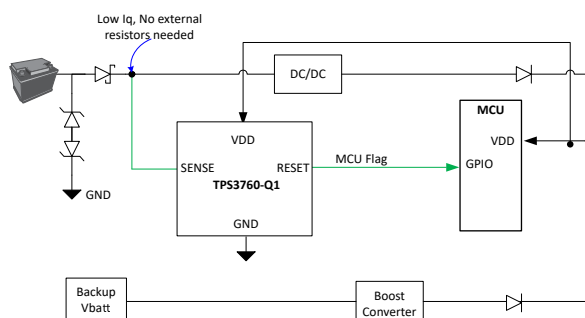 Low Iq, No external
resistors needed
DC/DC
MCU
VDD
VDD
SENSE
RESET
MCU Flag
GPIO
TPS3760-Q1
GND
GND
Backup
Vbatt
Boost
Converter